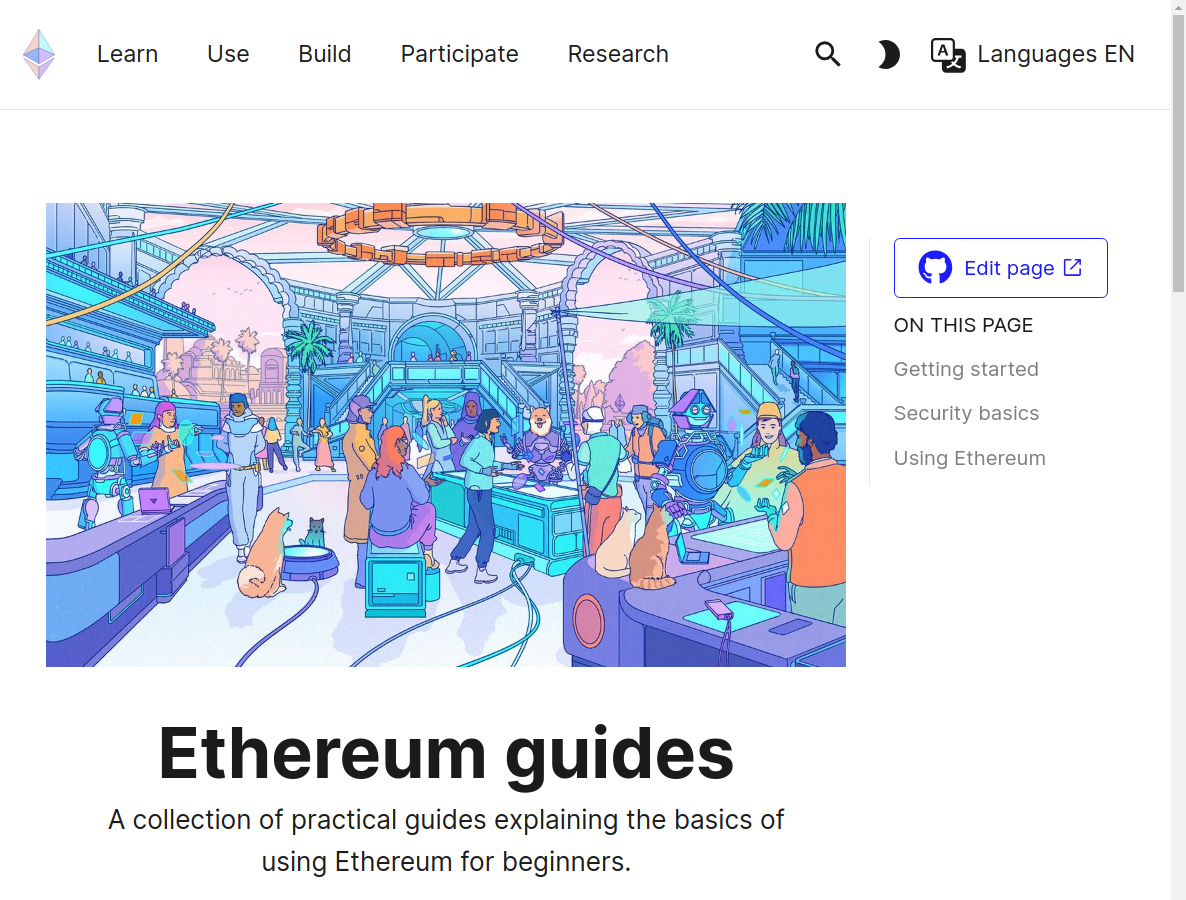 Learn
Use
Build
Participate
Research
Languages EN
Edit page
ON THIS PAGE
Getting started
Security basics
Using Ethereum
Ethereum guides
A collection of practical guides explaining the basics of
using Ethereum for beginners.